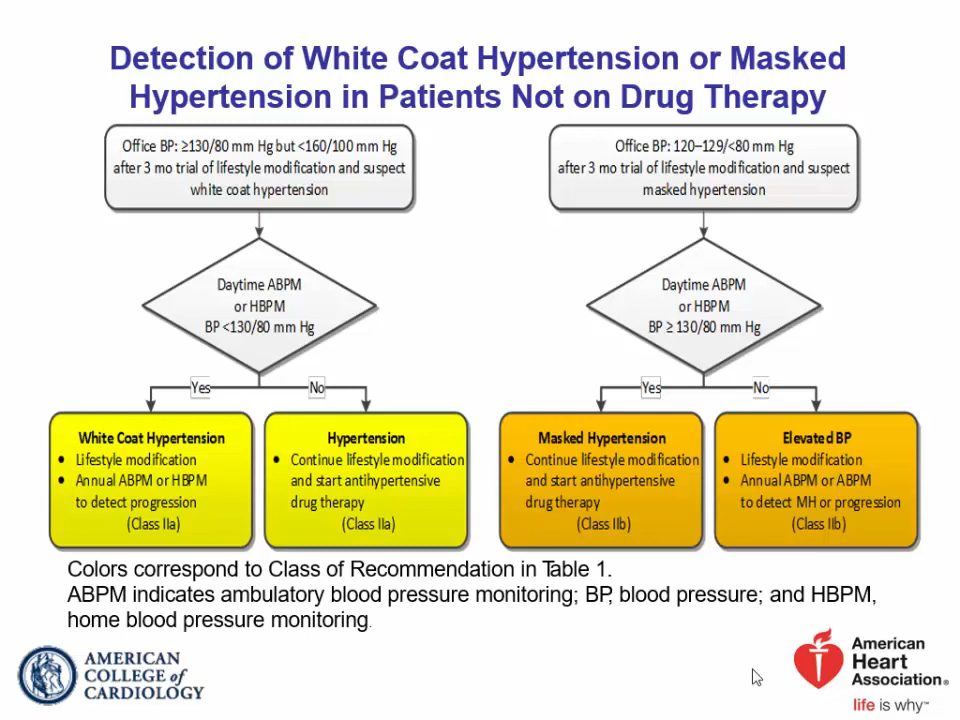 Detection of White Coat Hypertension or Masked
Hypertension in Patients Not on Drug Therapy
Office BP: ≥130/80 mm Hg but <160/100 mm Hg
after 3 mo trial of lifestyle modification and suspect
white coat hypertension
Daytime ABPM
or HBPM
BP <130/80 mm Hg
Yes
No
White Coat Hypertension
• Lifestyle modification
• Annual ABPM or HBPM
to detect progression
(Class IIa)
Hypertension
• Continue lifestyle modification
and start antihypertensive
drug therapy
(Class IIa)
Office BP: 120–129/<80 mm Hg
after 3 mo trial of lifestyle modification and suspect
masked hypertension
Daytime ABPM
or HBPM
BP ≥ 130/80 mm Hg
Yes
No
Masked Hypertension
• Continue lifestyle modification
and start antihypertensive
drug therapy
(Class IIb)
Elevated BP
• Lifestyle modification
• Annual ABPM or ABPM
to detect MH or progression
(Class IIb)
Colors correspond to Class of Recommendation in Table 1.
ABPM indicates ambulatory blood pressure monitoring; BP, blood pressure; and HBPM,
home blood pressure monitoring.
AMERICAN
COLLEGE of
CARDIOLOGY
American
Heart
Association®
life is why™